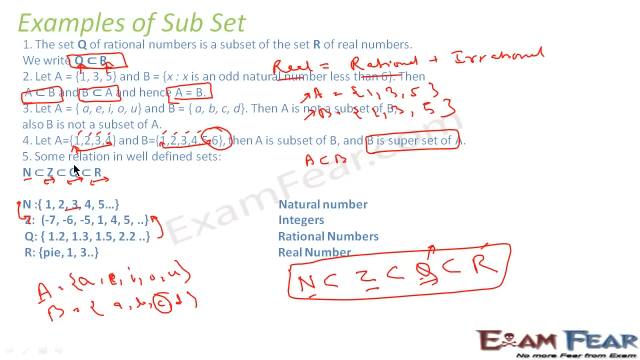 Examples of Sub Set
1. The set Q of rational numbers is a subset of the set R of real numbers.
We write Q ⊂ R.
Real = Rational + Irrational
2. Let A = {1, 3, 5} and B = {x : x is an odd natural number less than 6}. Then
A ⊂ B and B ⊂ A and hence A = B.
A = {1, 3, 5}
B = {1, 3, 5}
3. Let A = { a, e, i, o, u} and B = { a, b, c, d}. Then A is not a subset of B,
also B is not a subset of A.
4. Let A={1,2,3,4} and B={1,2,3,4,5,6}, then A is subset of B, and B is super set of A.
5. Some relation in well defined sets:
A ⊂ B
N ⊂ Z ⊂ Q ⊂ R
N :{ 1, 2, 3, 4, 5...} Natural number
Z: {-7, -6, -5, 1, 4, 5, ..} Integers
Q: { 1.2, 1.3, 1.5, 2.2 ..} Rational Numbers
R: {pie, 1, 3..} Real Number
N ⊂ Z ⊂ Q ⊂ R
A = {a, e, i, o, u}
B = { a, b, c d}
ExamFear
EXAMFEAR
No more Fear from Exams